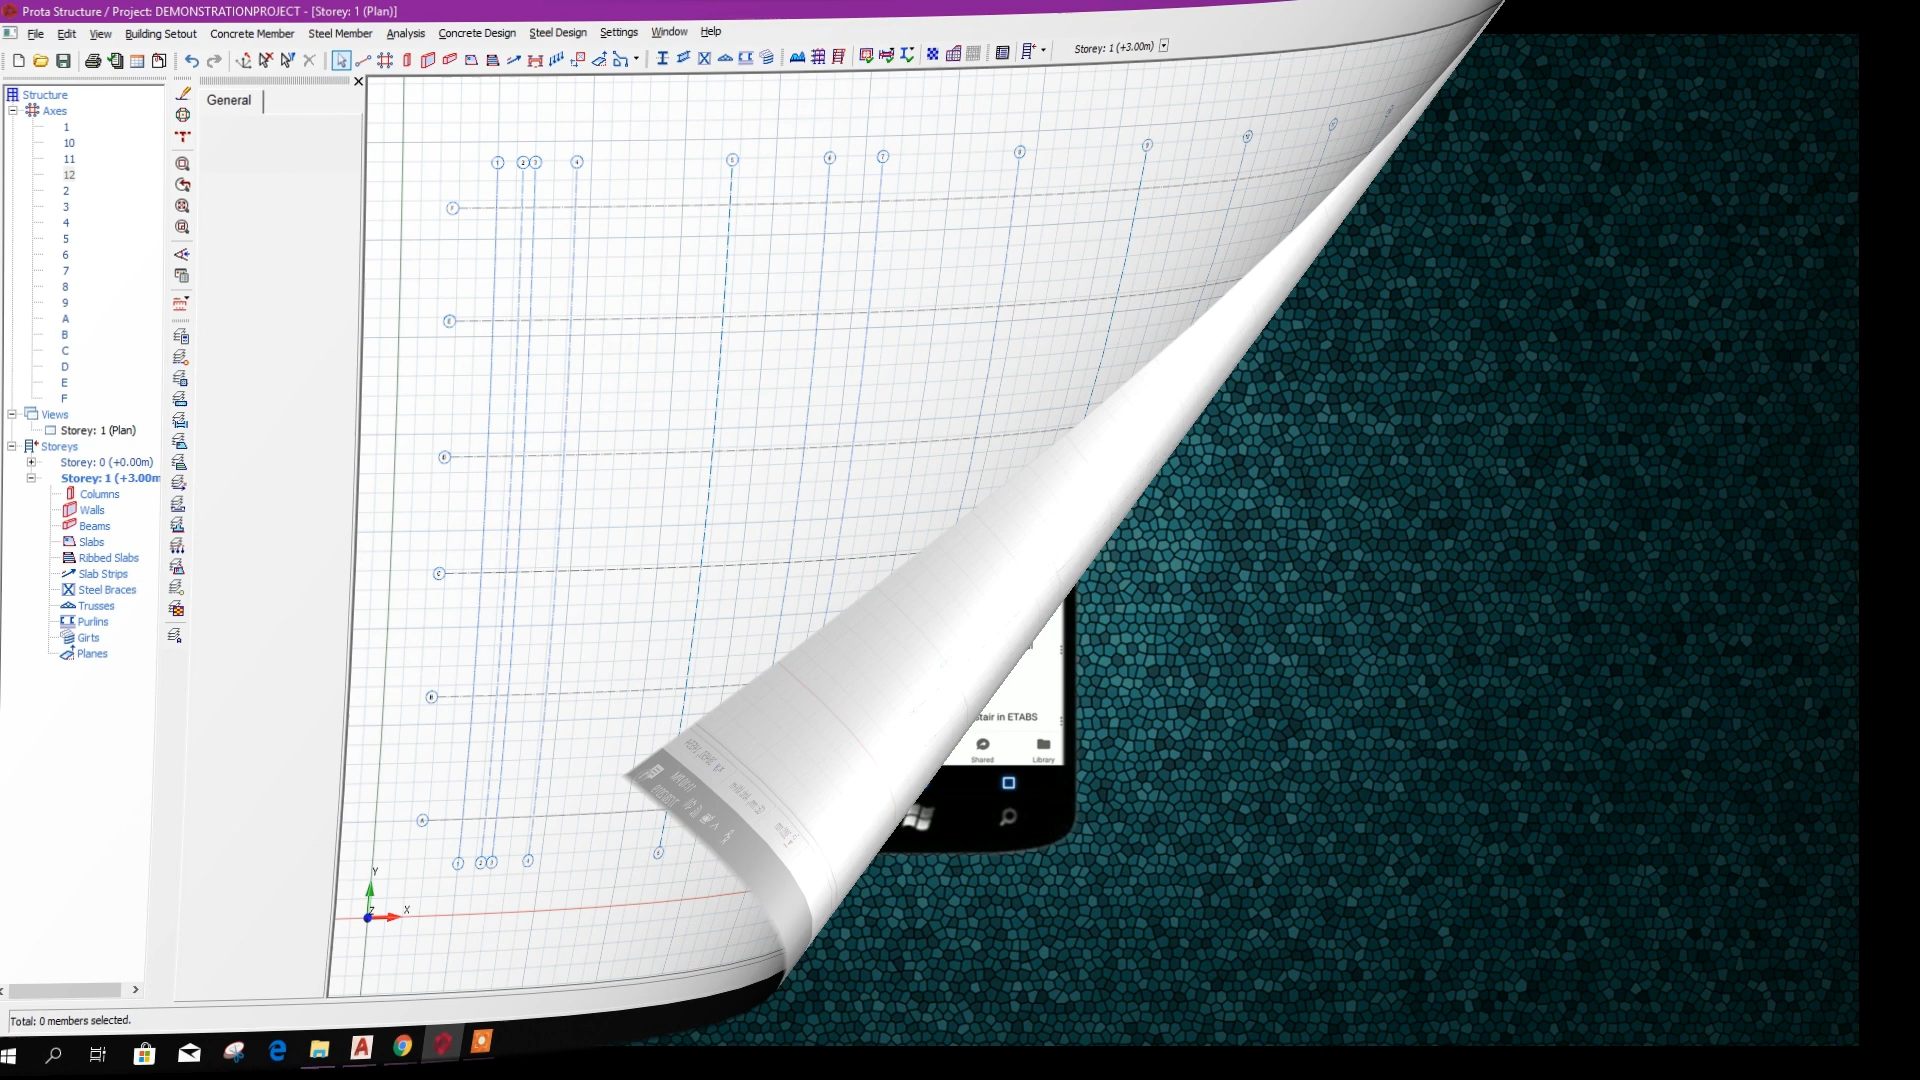 Prota Structure / Project: DEMONSTRATIONPROJECT - [Storey: 1 (Plan)]
File Edit View Building Setout Concrete Member Steel Member Analysis Concrete Design Steel Design Settings Window Help
Storey: 1 (+3.00m)
General
Structure
Axes
1
10
11
12
2
3
4
5
6
7
8
9
A
B
C
D
E
F
Views
Storey: 1 (Plan)
Storeys
Storey: 0 (+0.00m)
Storey: 1 (+3.00m
Columns
Walls
Beams
Slabs
Ribbed Slabs
Slab Strips
Steel Braces
Trusses
Purlins
Girts
Planes
Y
Z X
Stair in ETABS
Shared Library
Total: 0 members selected.